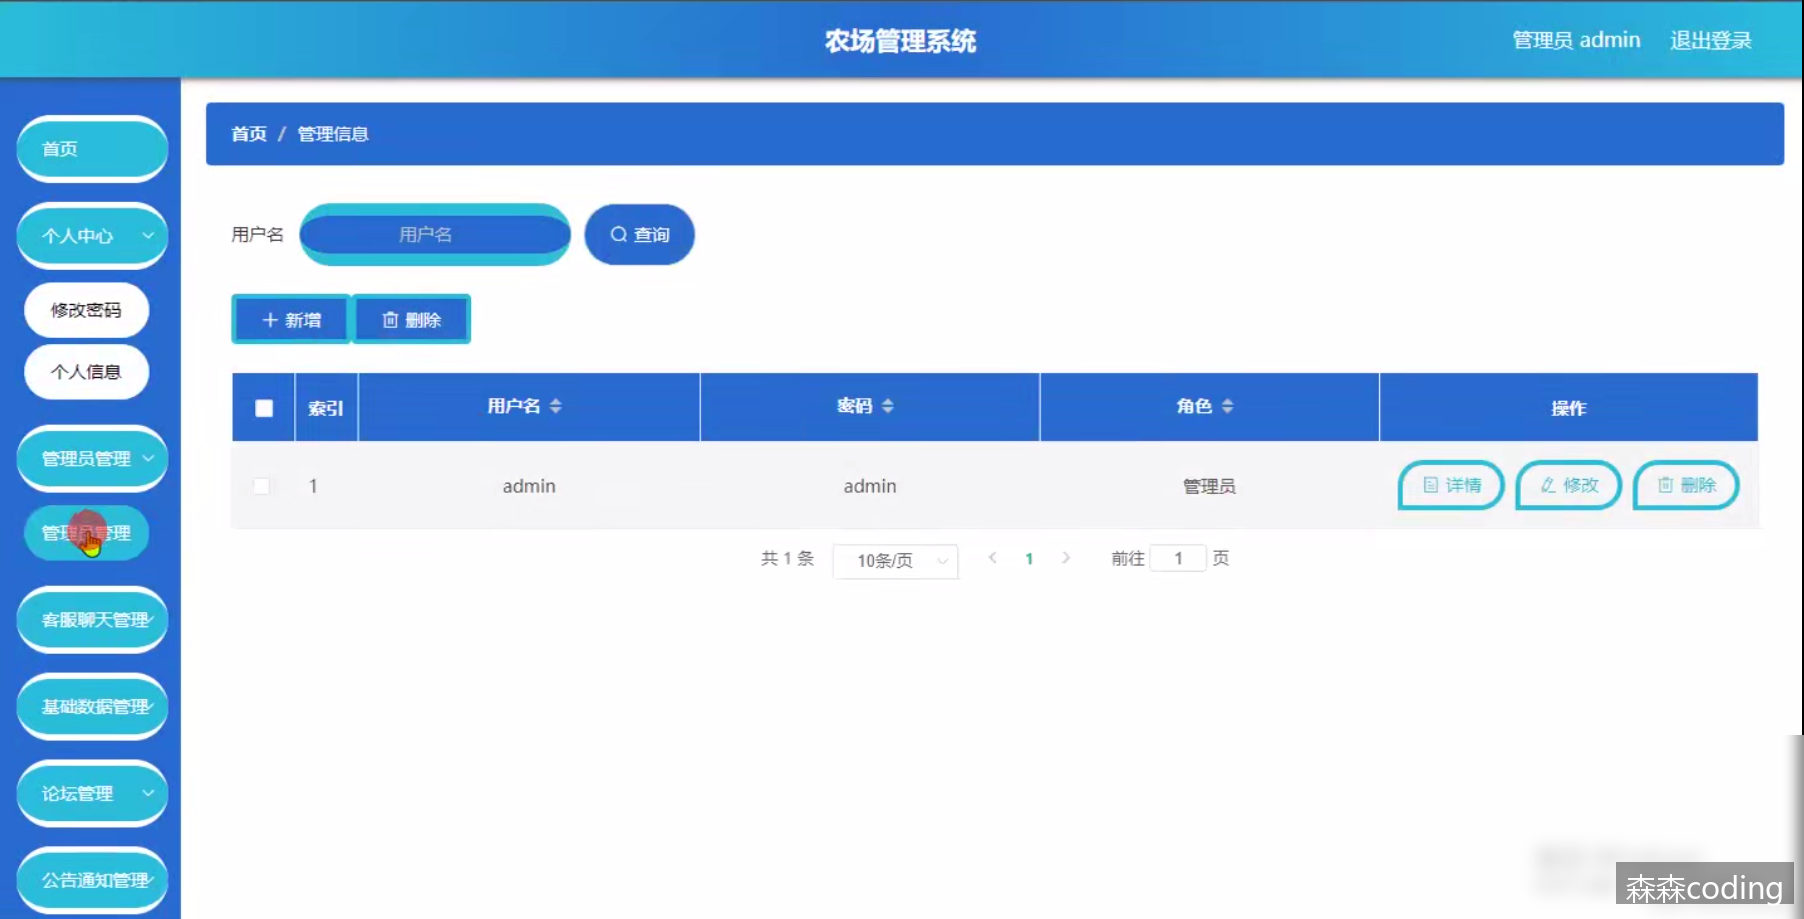 农场管理系统
管理员 admin 退出登录
首页
个人中心
修改密码
个人信息
管理员管理
管理员管理
客服聊天管理
基础数据管理
论坛管理
公告通知管理
首页 / 管理信息
用户名 用户名 查询
新增 删除
索引 用户名 密码 角色 操作
1 admin admin 管理员 详情 修改 删除
共 1 条 10条/页 1 前往 1 页
森森coding